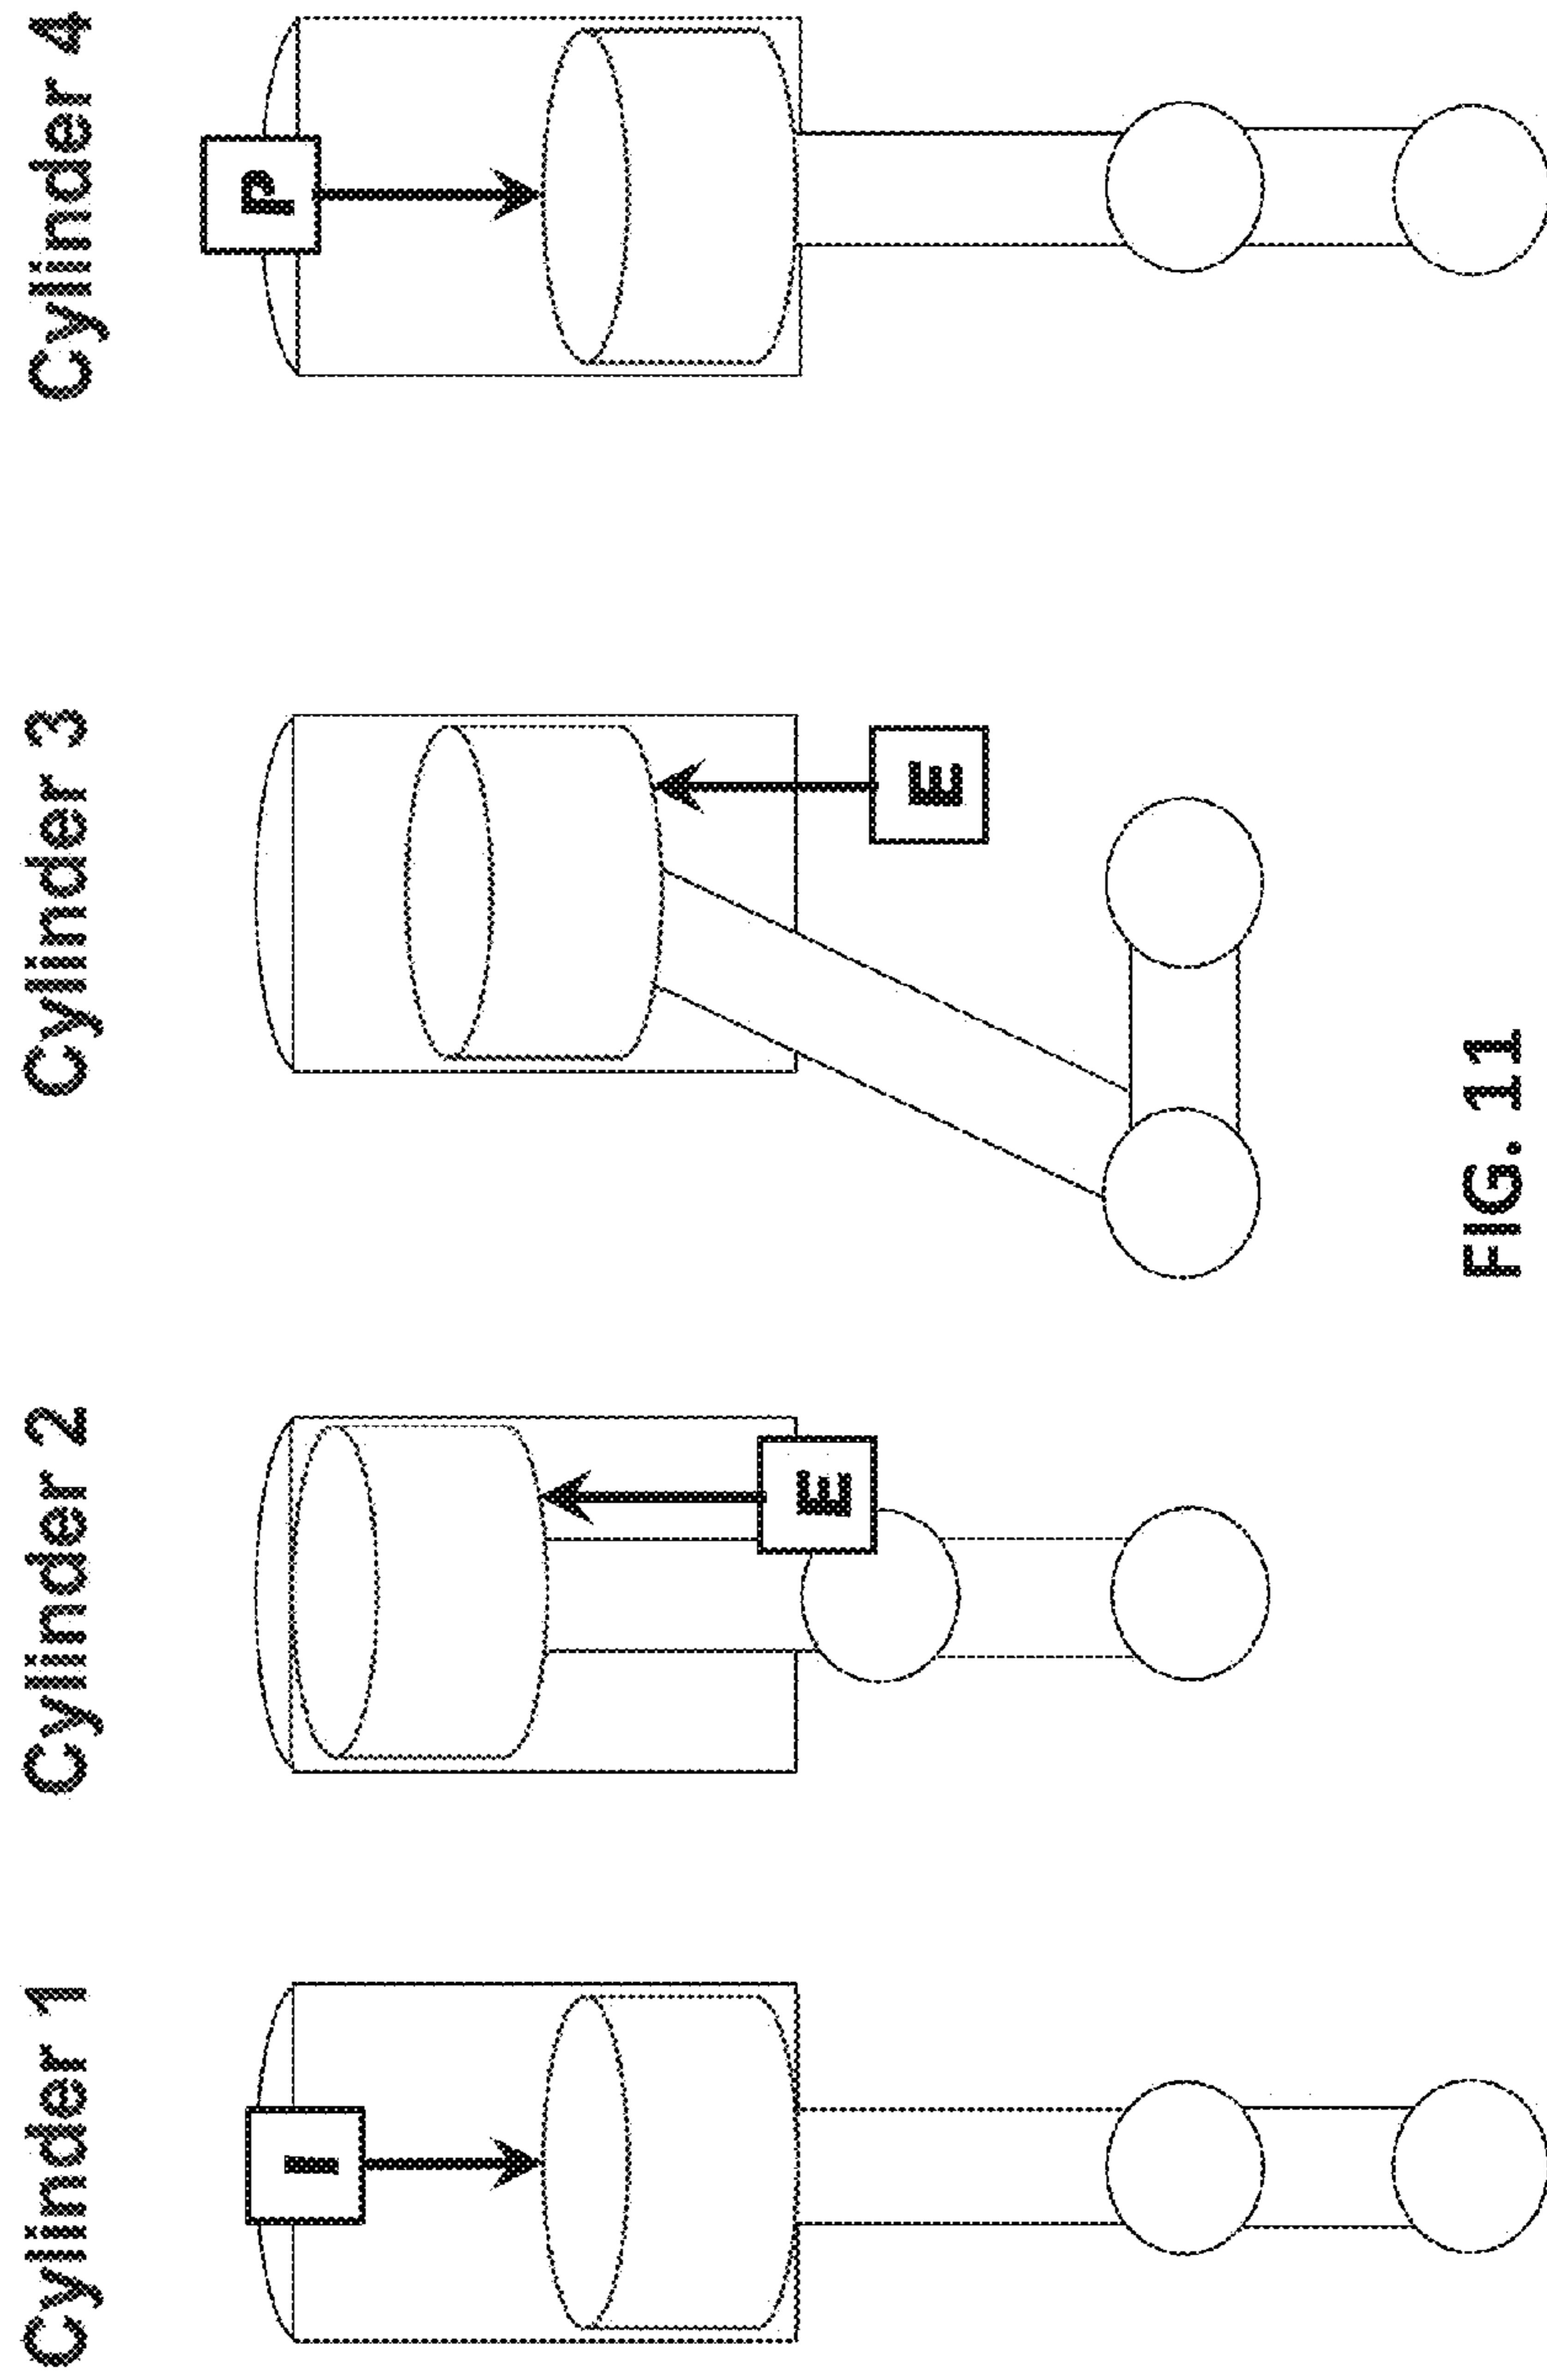 Cylinder 1
Cylinder 2
Cylinder 3
Cylinder 4
I
E
E
P
FIG. 11